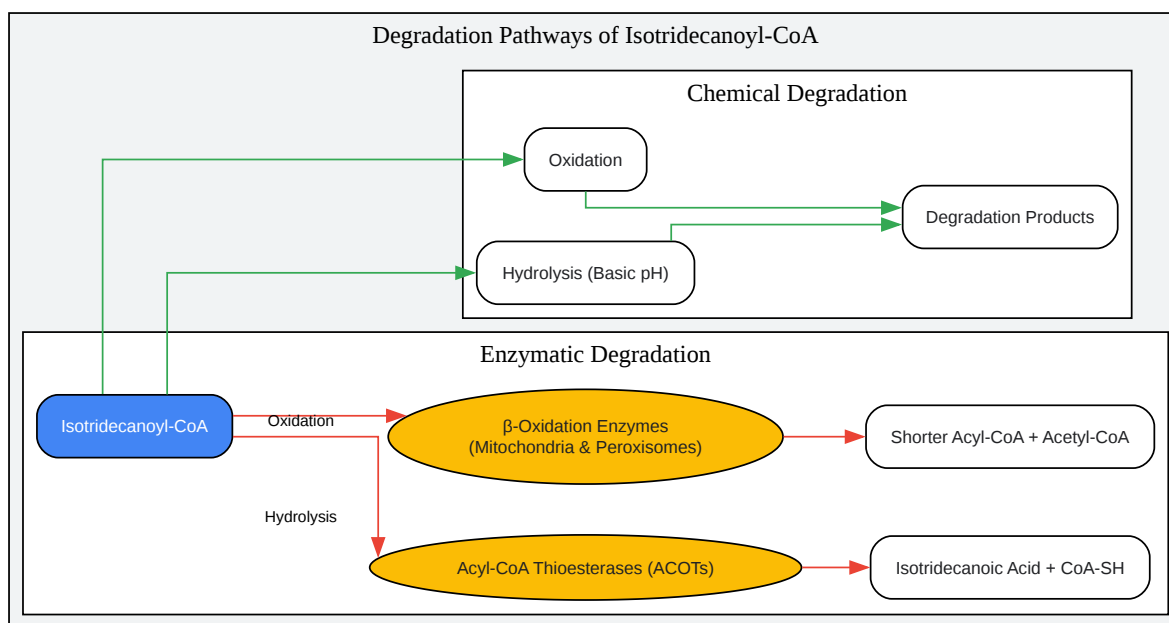 Degradation Pathways of Isotridecanoyl-CoA
Chemical Degradation
Oxidation
Degradation Products
Hydrolysis (Basic pH)
Enzymatic Degradation
Isotridecanoyl-CoA
Oxidation
β-Oxidation Enzymes
(Mitochondria & Peroxisomes)
Shorter Acyl-CoA + Acetyl-CoA
Hydrolysis
Acyl-CoA Thioesterases (ACOTs)
Isotridecanoic Acid + CoA-SH